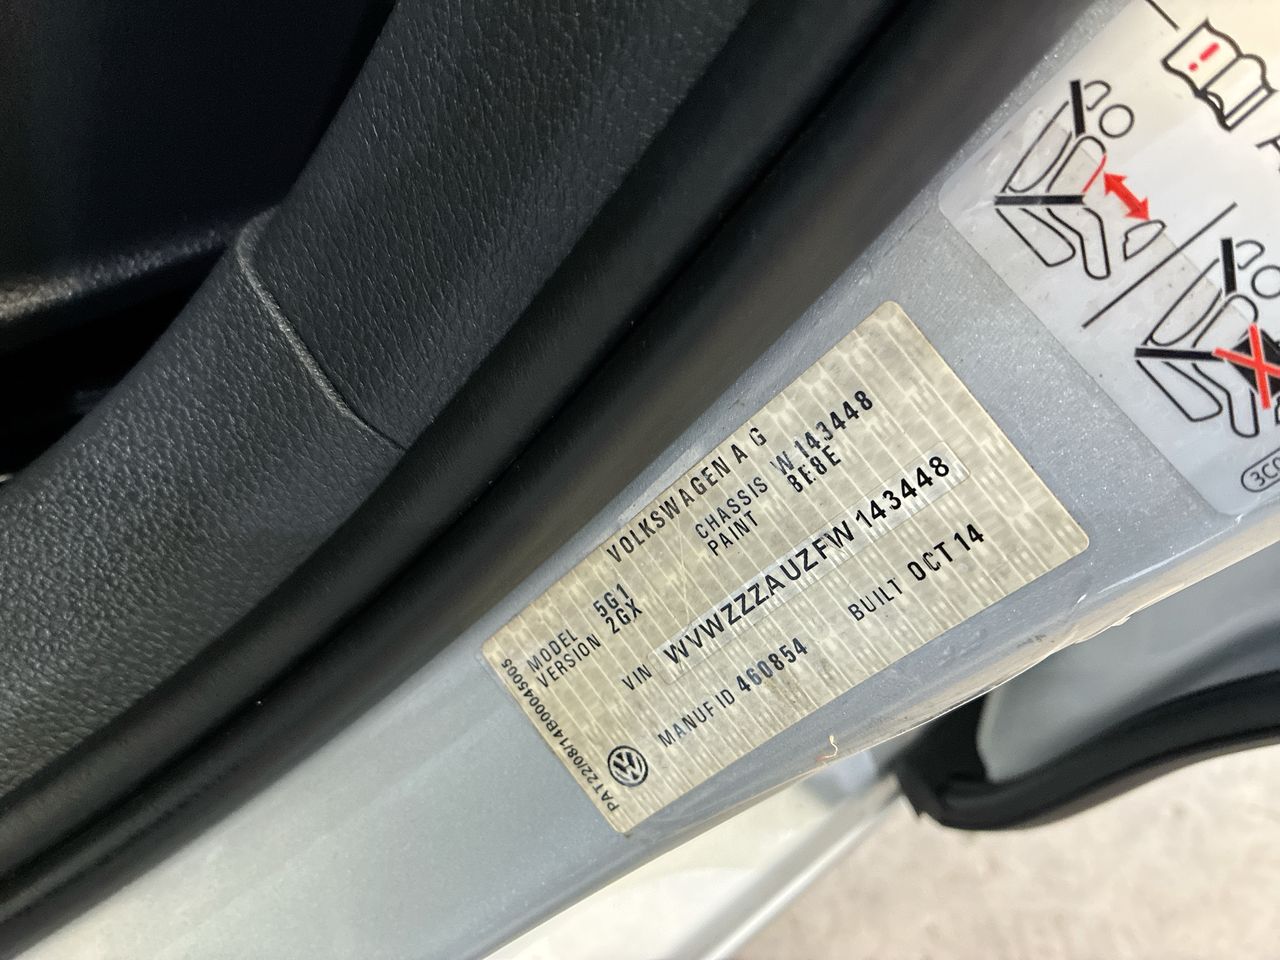 VOLKSWAGEN A G
MODEL 5G1 CHASSIS W 143448
VERSION 2GX PAINT 8E8E
VIN WVWZZZAUZFW143448
MANUF ID 460854 BUILT OCT 14
PAT22/08/14B00045005
3C0